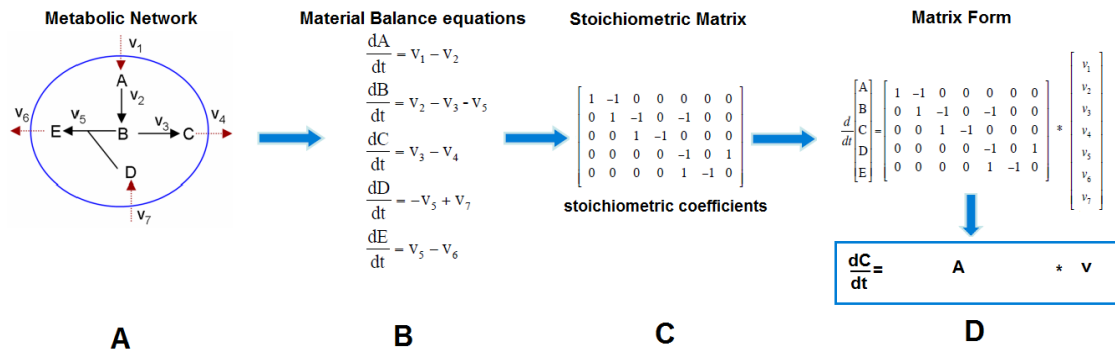 Metabolic Network
v1
A
v2
v6
v5
v4
E
B
v3
C
D
v7
A
Material Balance equations
dA/dt = v1 − v2
dB/dt = v2 − v3 - v5
dC/dt = v3 − v4
dD/dt = −v5 + v7
dE/dt = v5 − v6
B
Stoichiometric Matrix
1 −1 0 0 0 0 0
0 1 −1 0 −1 0 0
0 0 1 −1 0 0 0
0 0 0 0 −1 0 1
0 0 0 0 1 −1 0
stoichiometric coefficients
C
Matrix Form
d/dt [A B C D E] =
1 −1 0 0 0 0 0
0 1 −1 0 −1 0 0
0 0 1 −1 0 0 0
0 0 0 0 −1 0 1
0 0 0 0 1 −1 0
*
v1
v2
v3
v4
v5
v6
v7
dC/dt = A * v
D